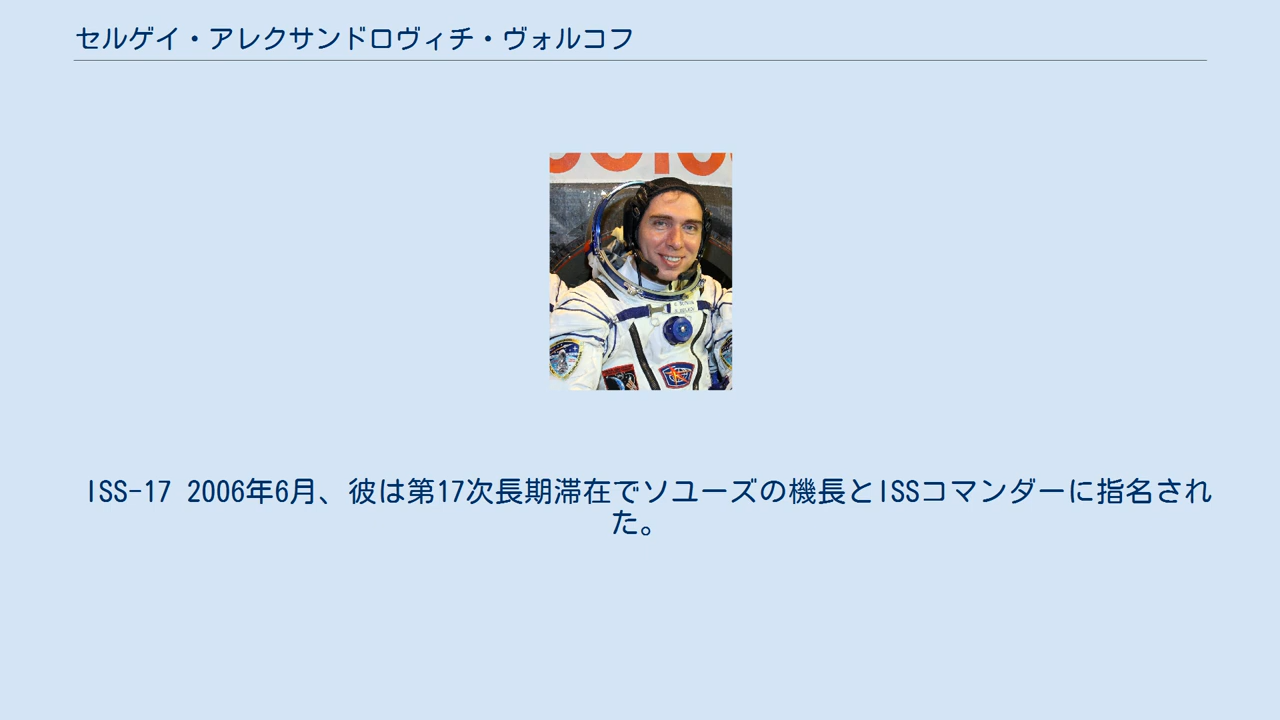 セルゲイ・アレクサンドロヴィチ・ヴォルコフ
ISS-17 2006年6月、彼は第17次長期滞在でソユーズの機長とISSコマンダーに指名され
た。